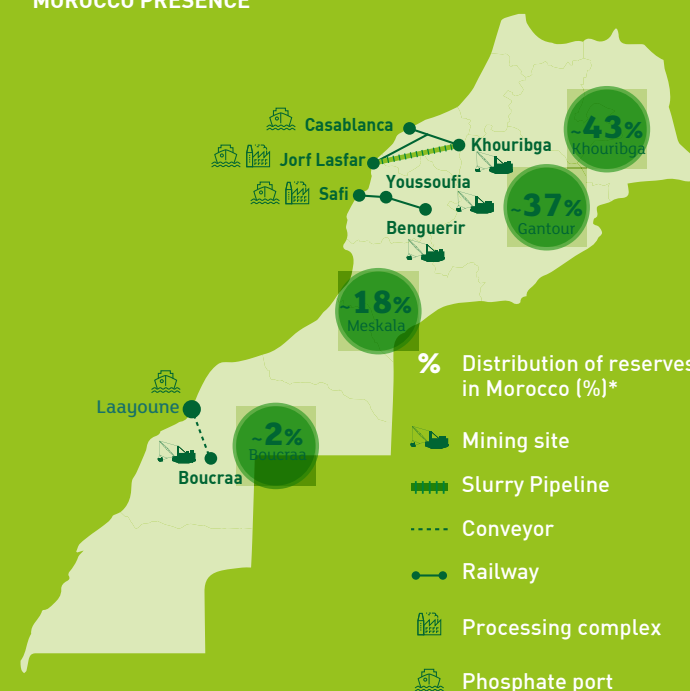 MOROCCO PRESENCE
Casablanca
Jorf Lasfar
Khouribga
~43%
Khouribga
Safi
Youssoufia
Benguerir
~37%
Gantour
~18%
Meskala
Laayoune
Boucraa
~2%
Boucraa
% Distribution of reserves
in Morocco (%)*
Mining site
Slurry Pipeline
Conveyor
Railway
Processing complex
Phosphate port